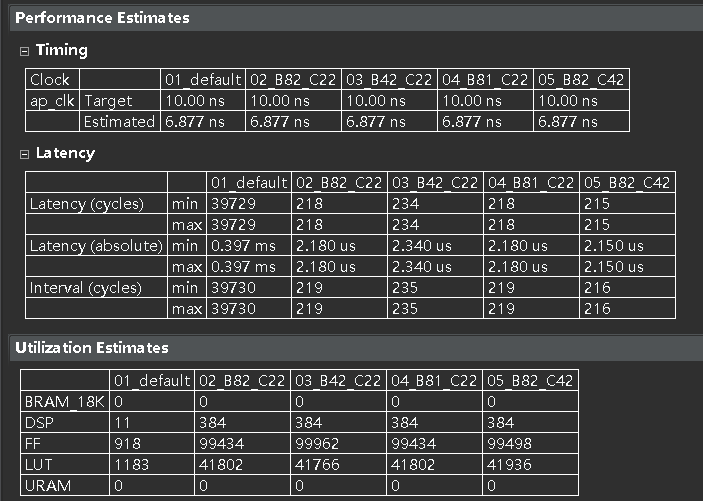 Performance Estimates
Timing
Clock 01_default 02_B82_C22 03_B42_C22 04_B81_C22 05_B82_C42
ap_clk Target 10.00 ns 10.00 ns 10.00 ns 10.00 ns 10.00 ns
Estimated 6.877 ns 6.877 ns 6.877 ns 6.877 ns 6.877 ns
Latency
01_default 02_B82_C22 03_B42_C22 04_B81_C22 05_B82_C42
Latency (cycles) min 39729 218 234 218 215
max 39729 218 234 218 215
Latency (absolute) min 0.397 ms 2.180 us 2.340 us 2.180 us 2.150 us
max 0.397 ms 2.180 us 2.340 us 2.180 us 2.150 us
Interval (cycles) min 39730 219 235 219 216
max 39730 219 235 219 216
Utilization Estimates
01_default 02_B82_C22 03_B42_C22 04_B81_C22 05_B82_C42
BRAM_18K 0 0 0 0 0
DSP 11 384 384 384 384
FF 918 99434 99962 99434 99498
LUT 1183 41802 41766 41802 41936
URAM 0 0 0 0 0